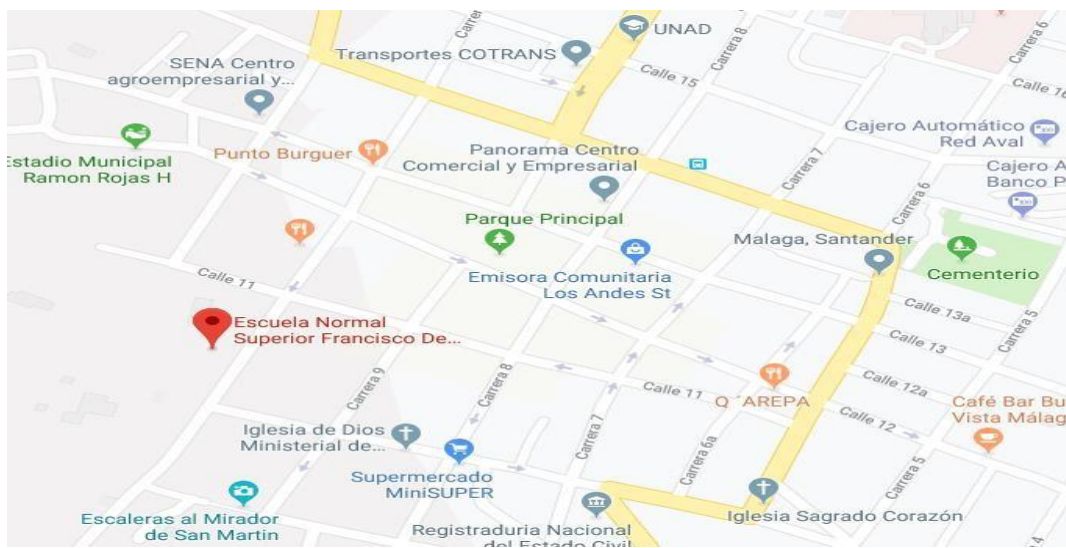 UNAD
Transportes COTRANS
Carrera 8
Carrera 6
SENA Centro
agroempresarial y...
Calle 15
Calle 16
Cajero Automático
Red Aval
Punto Burguer
Panorama Centro
Comercial y Empresarial
Carrera 7
Estadio Municipal
Ramon Rojas H
Cajero A
Banco P
Carrera 6
Parque Principal
Malaga, Santander
Cementerio
Emisora Comunitaria
Los Andes St
Calle 11
Calle 13a
Escuela Normal
Superior Francisco De...
Calle 13
Carrera 5
Carrera 9
Carrera 8
Calle 11
Calle 12a
Q´AREPA
Café Bar Bu
Vista Málag
Calle 12
Iglesia de Dios
Ministerial de...
Carrera 7
Carrera 6a
Carrera 5
Supermercado
MiniSUPER
Escaleras al Mirador
de San Martin
Registraduria Nacional
del Estado Civil
Iglesia Sagrado Corazón